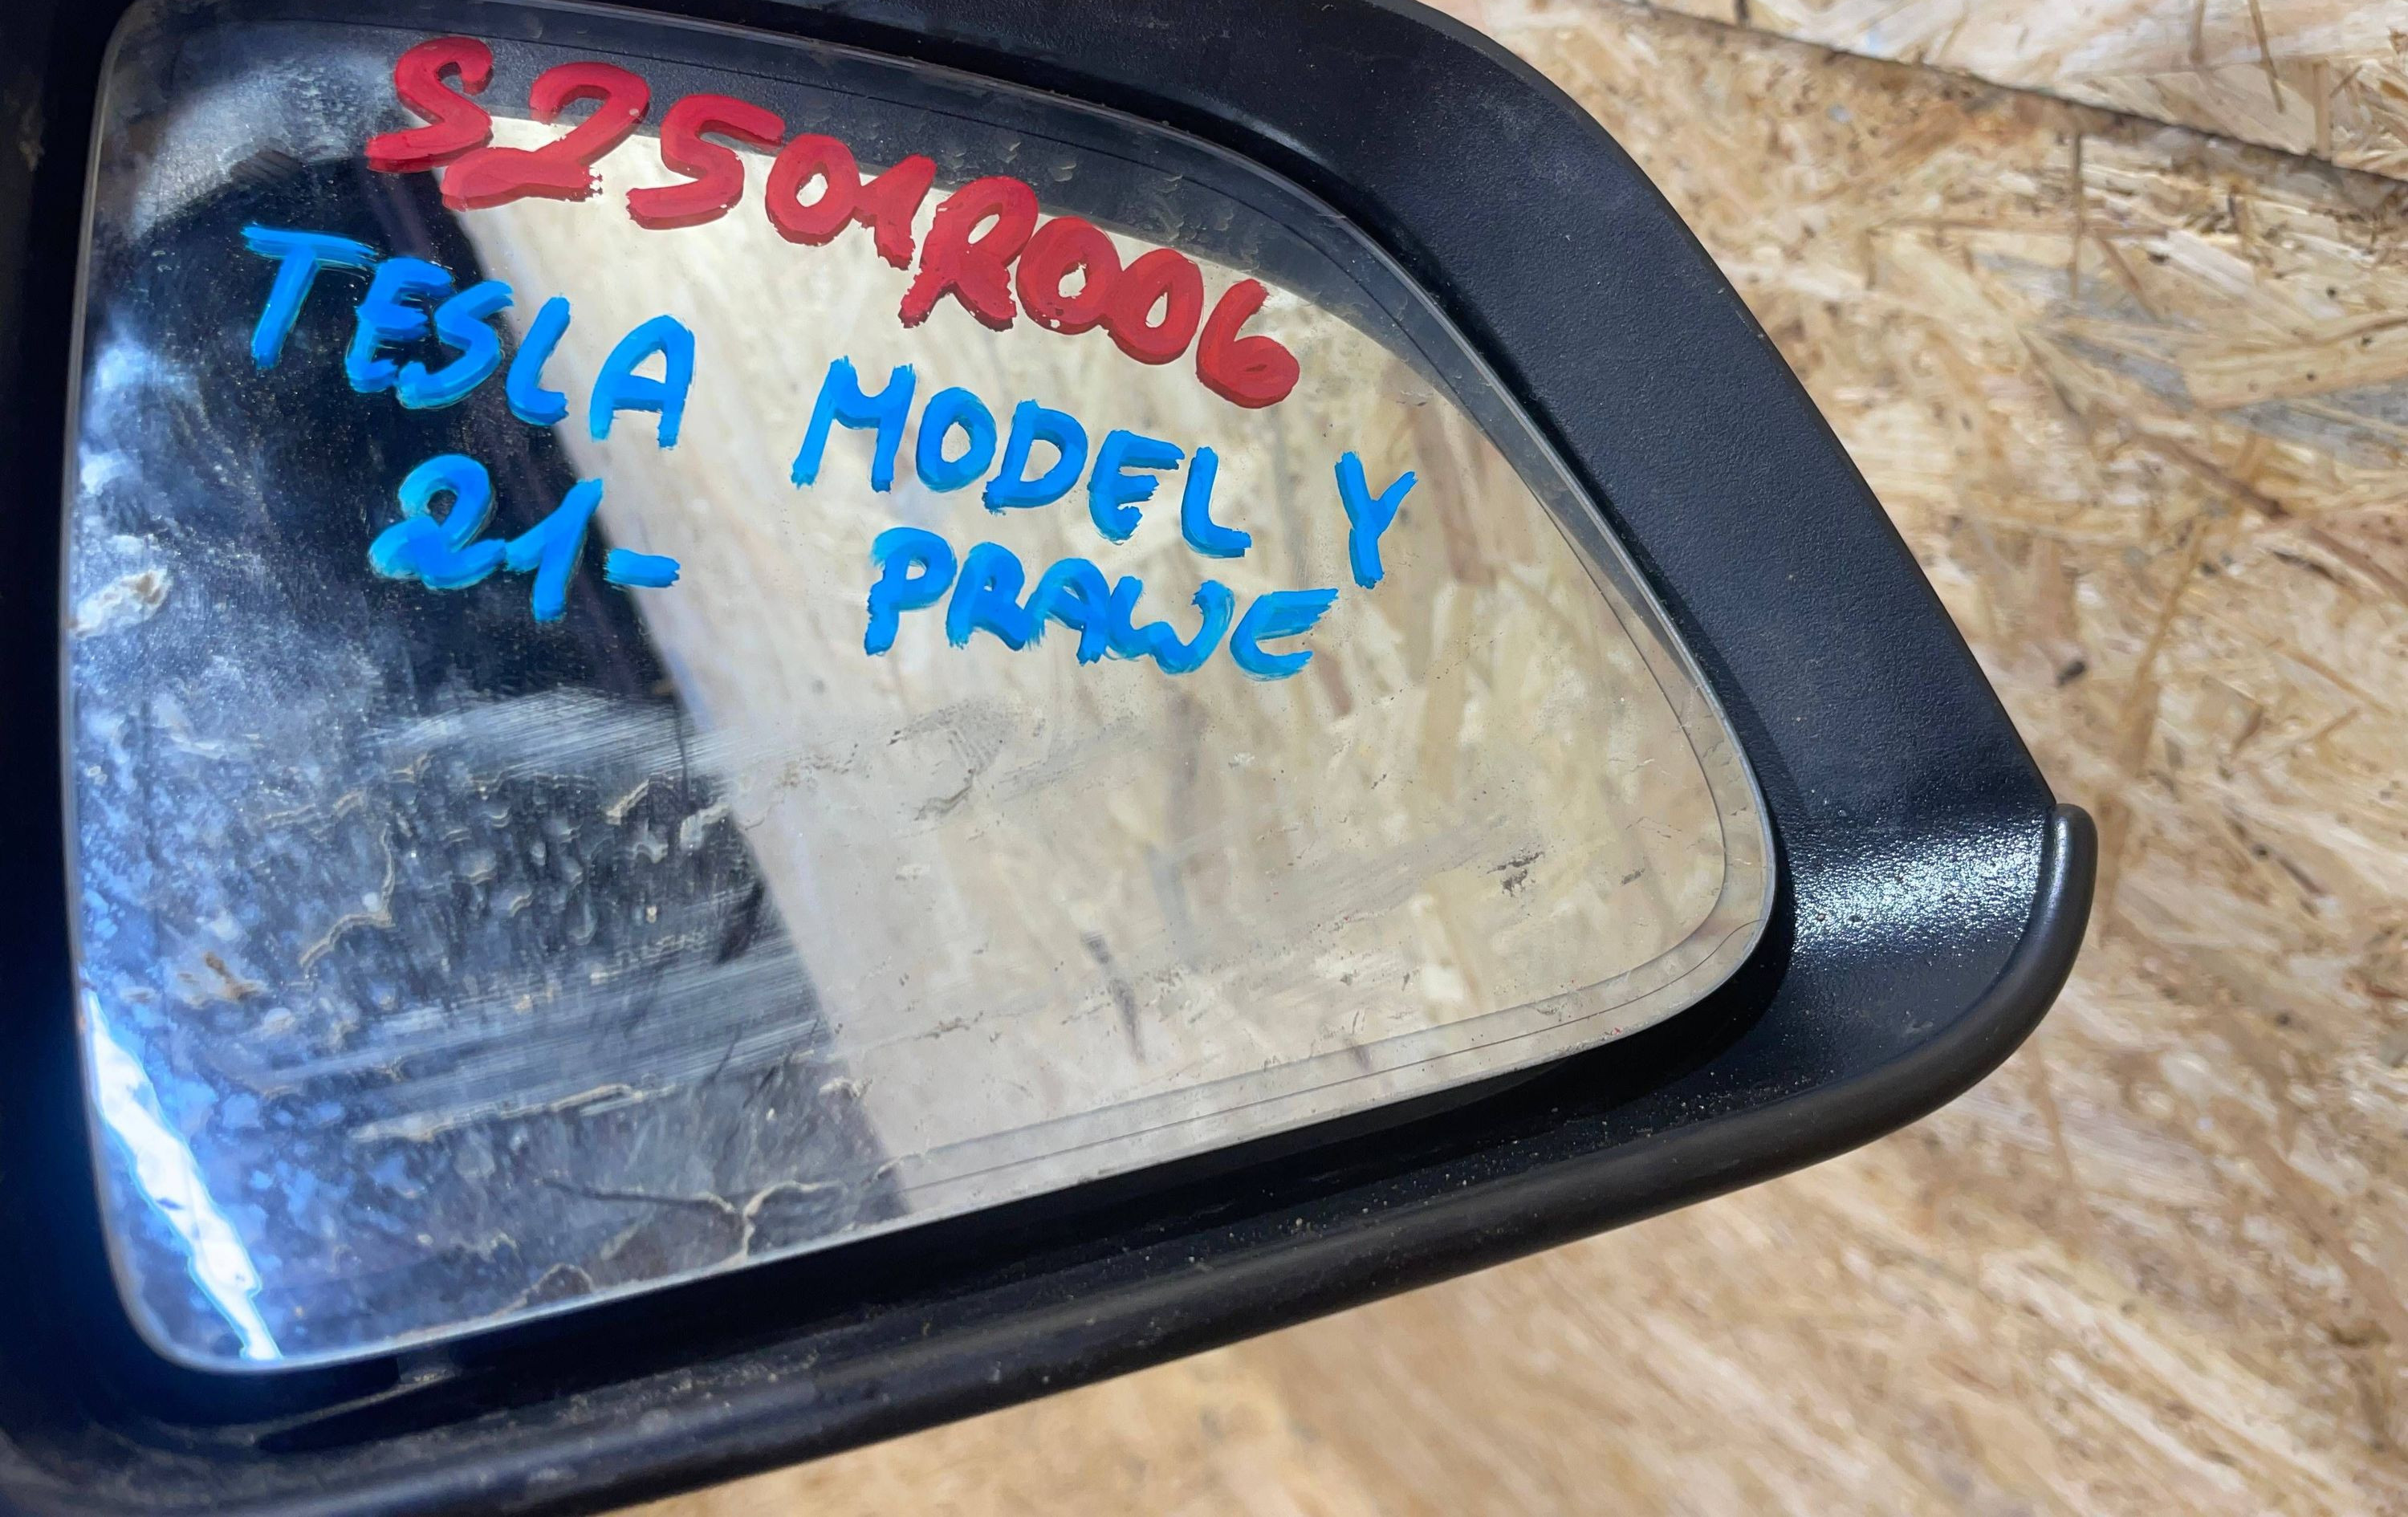 S2501R006
TESLA MODEL Y
21- PRAWE